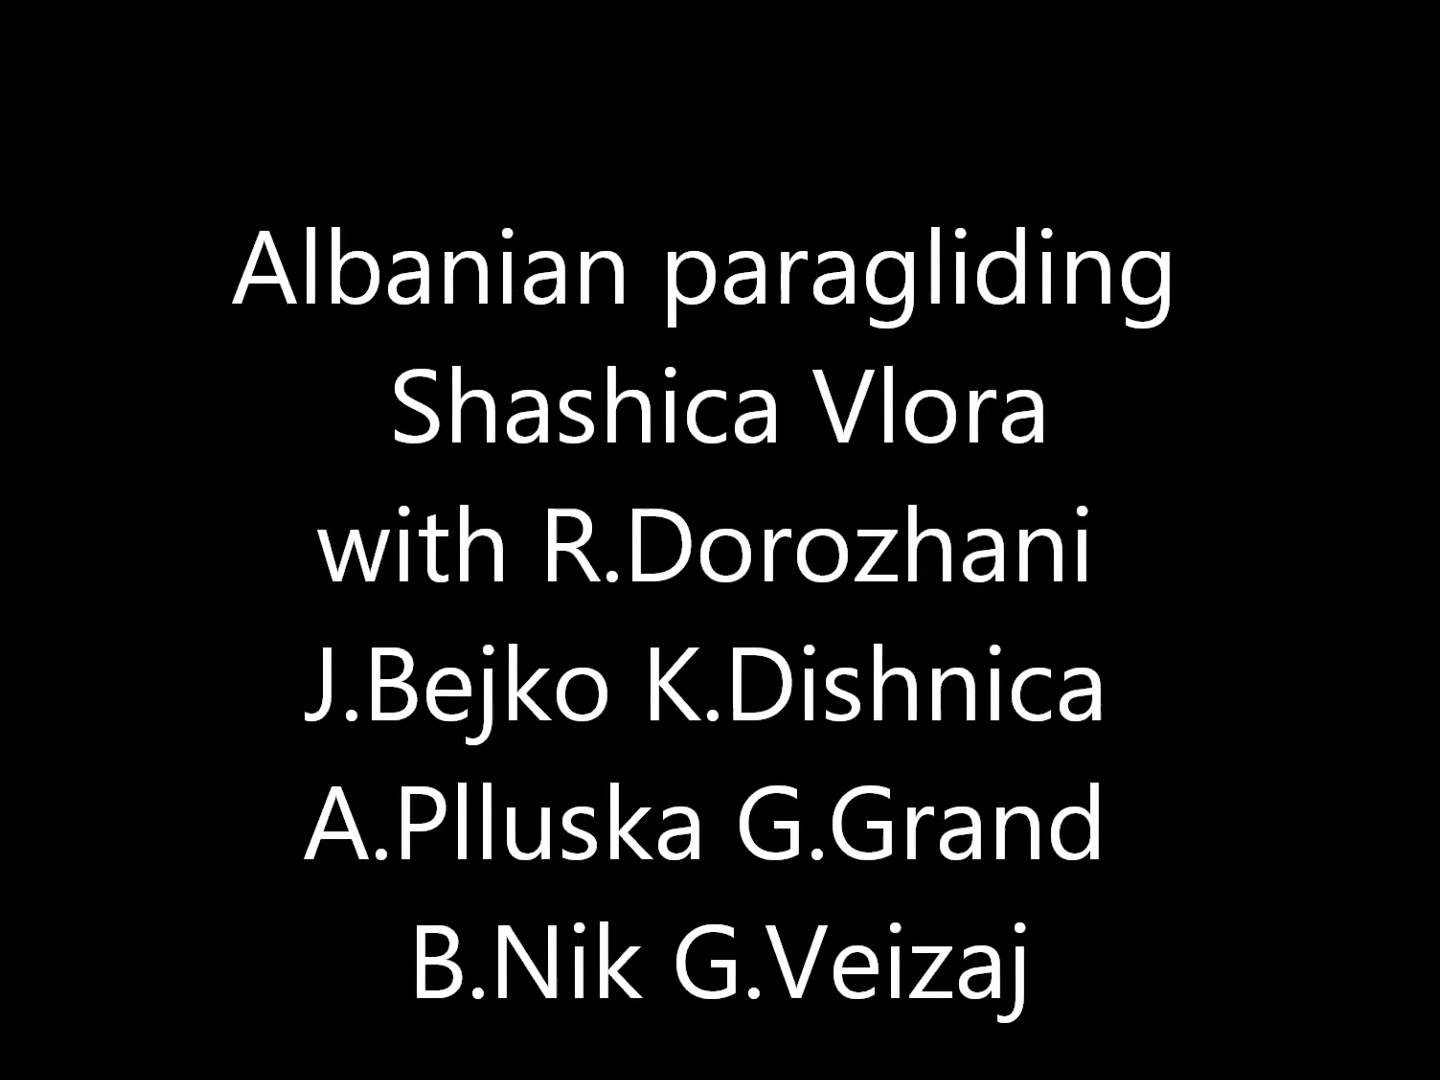 Albanian paragliding
Shashica Vlora
with R.Dorozhani
J.Bejko K.Dishnica
A.Plluska G.Grand
B.Nik G.Veizaj